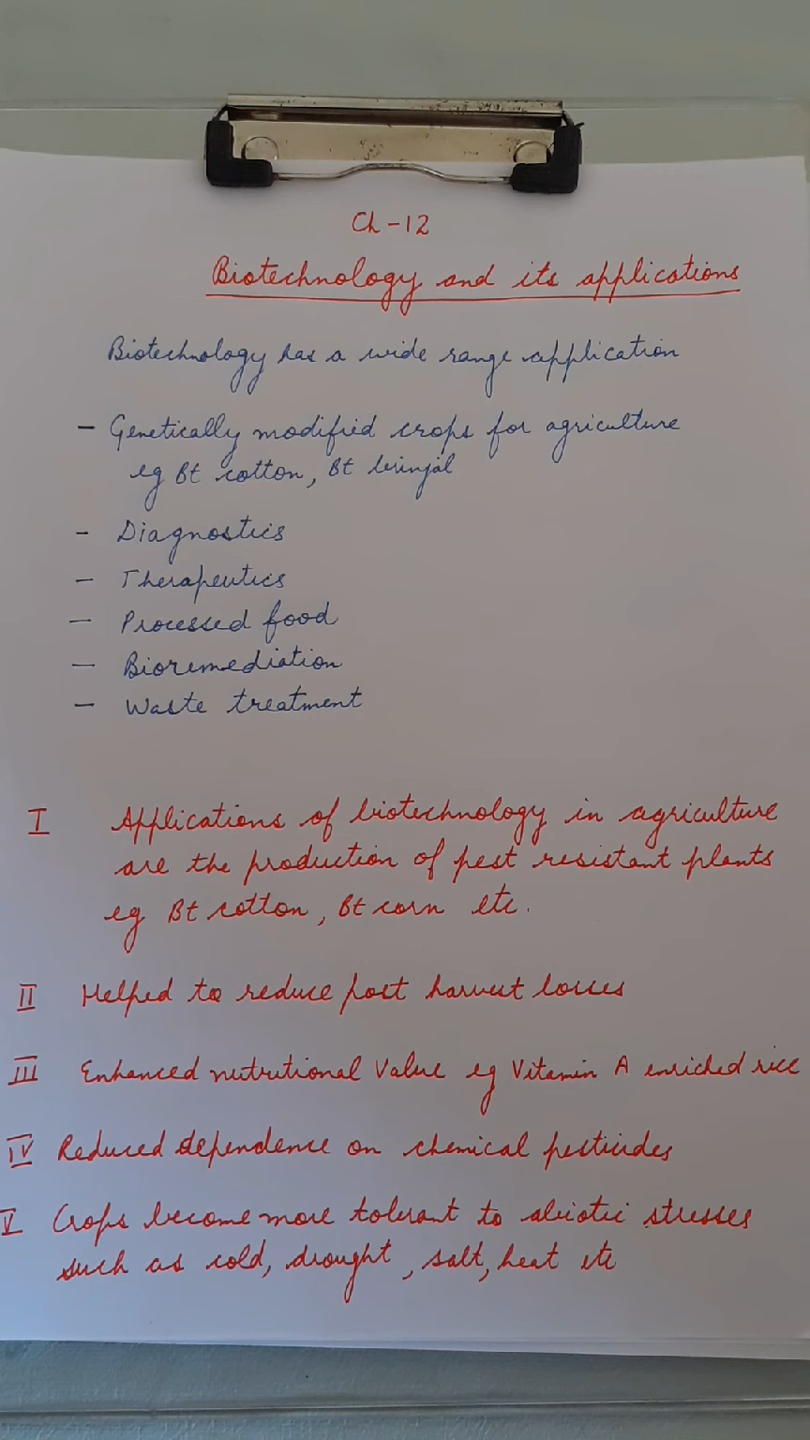 Ch-12
Biotechnology and its applications
Biotechnology has a wide range application
- Genetically modified crops for agriculture
eg Bt cotton, Bt brinjal
- Diagnostics
- Therapeutics
- Processed food
- Bioremediation
- Waste treatment
I Applications of biotechnology in agriculture
are the production of pest resistant plants
eg Bt cotton, Bt corn etc.
II Helped to reduce post harvest losses
III Enhanced nutritional Value eg Vitamin A enriched rice
IV Reduced dependence on chemical pesticides
V Crops become more tolerant to abiotic stresses
such as cold, drought, salt, heat etc